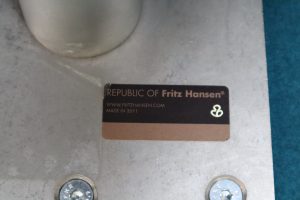 REPUBLIC OF Fritz Hansen®
WWW.FRITZHANSEN.COM
MADE IN 2011